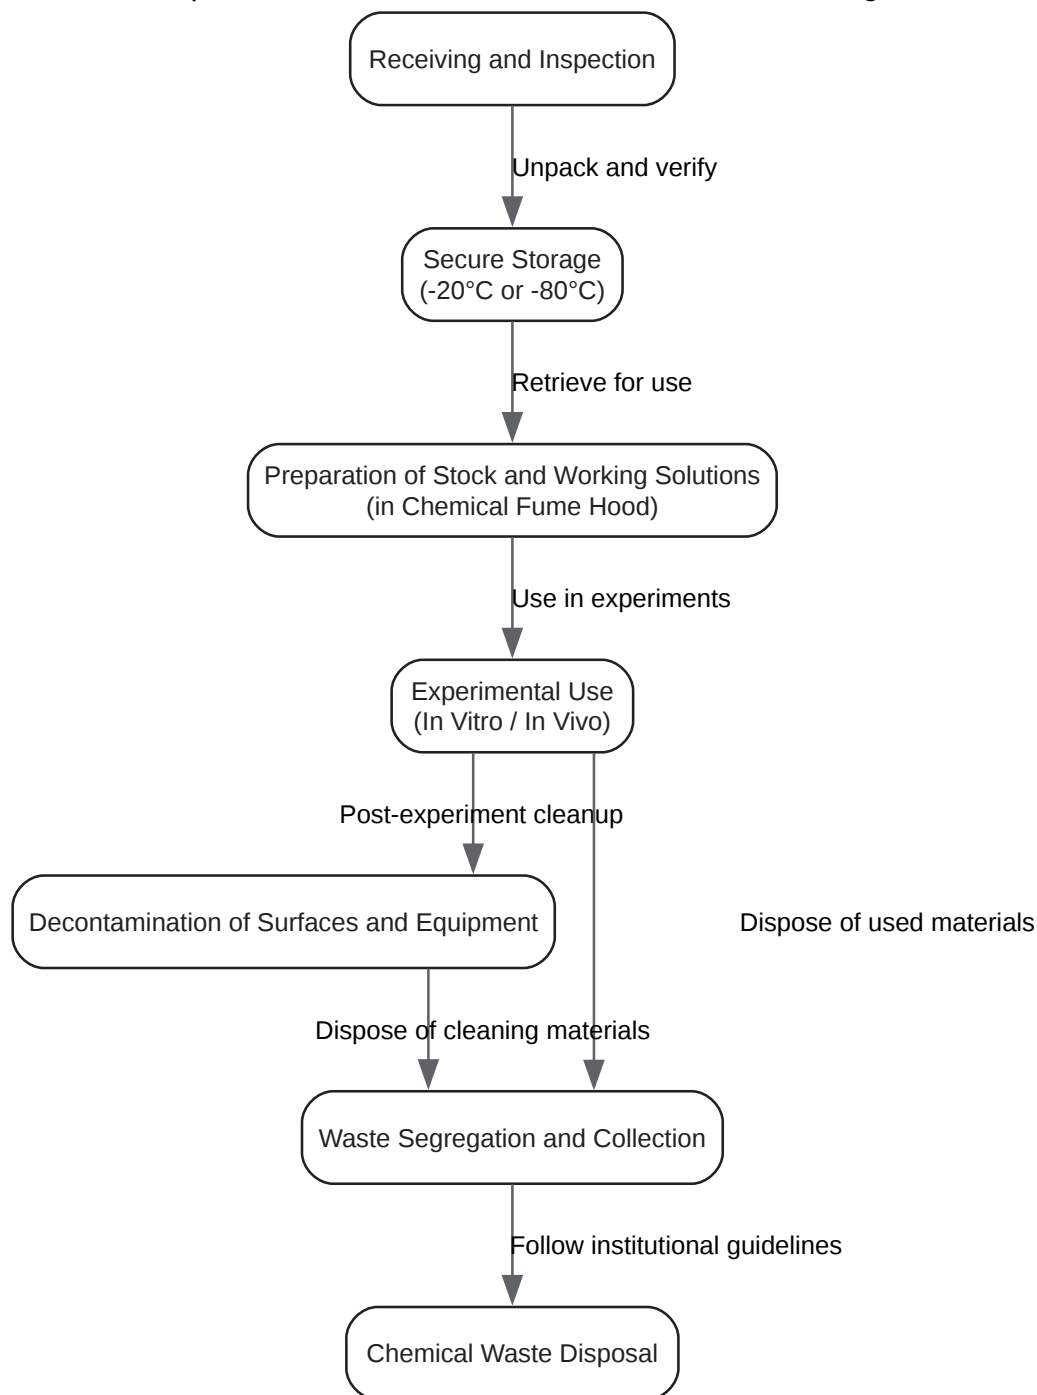 Receiving and Inspection
Unpack and verify
Secure Storage
(-20°C or -80°C)
Retrieve for use
Preparation of Stock and Working Solutions
(in Chemical Fume Hood)
Use in experiments
Experimental Use
(In Vitro / In Vivo)
Post-experiment cleanup
Decontamination of Surfaces and Equipment
Dispose of used materials
Dispose of cleaning materials
Waste Segregation and Collection
Follow institutional guidelines
Chemical Waste Disposal